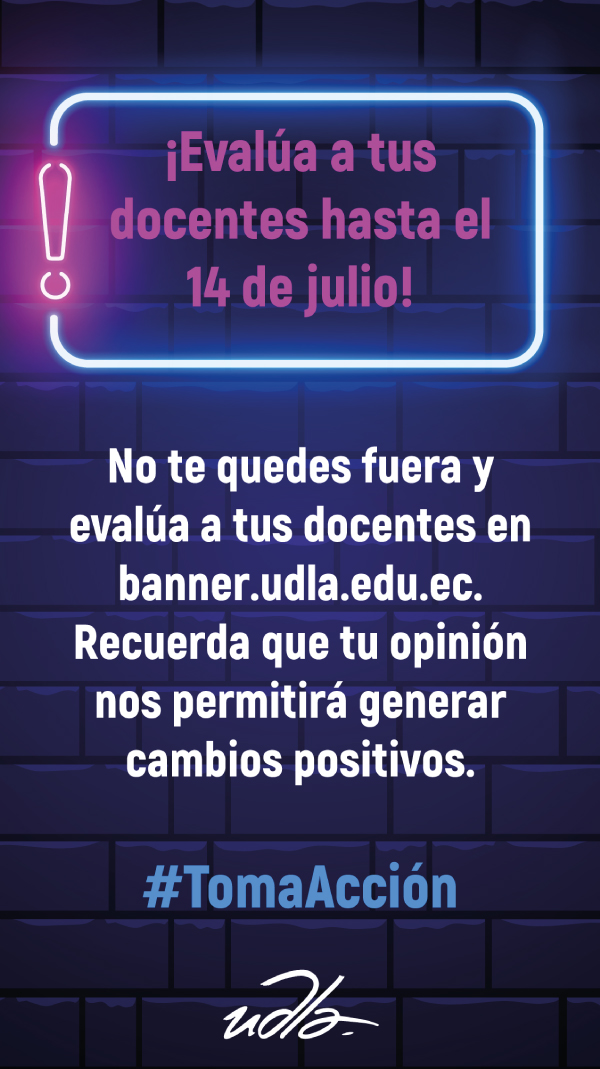 ¡Evalúa a tus
docentes hasta el
14 de julio!
No te quedes fuera y
evalúa a tus docentes en
banner.udla.edu.ec.
Recuerda que tu opinión
nos permitirá generar
cambios positivos.
#TomaAcción
udla-